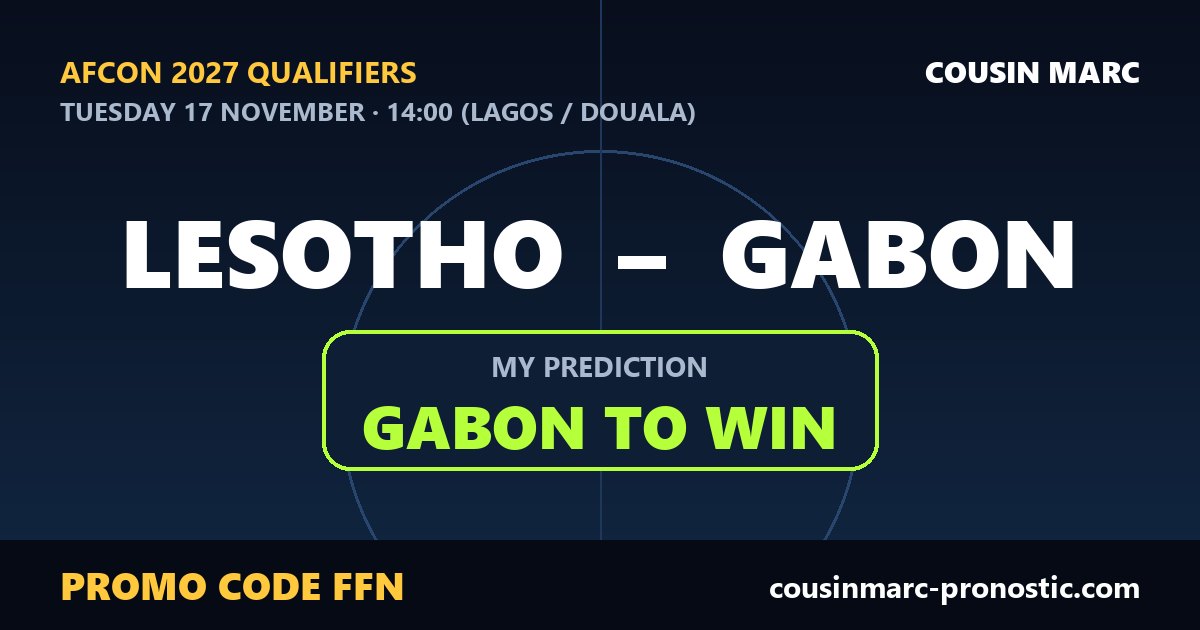 AFCON 2027 QUALIFIERS
COUSIN MARC
TUESDAY 17 NOVEMBER · 14:00 (LAGOS / DOUALA)
LESOTHO – GABON
MY PREDICTION
GABON TO WIN
PROMO CODE FFN
cousinmarc-pronostic.com